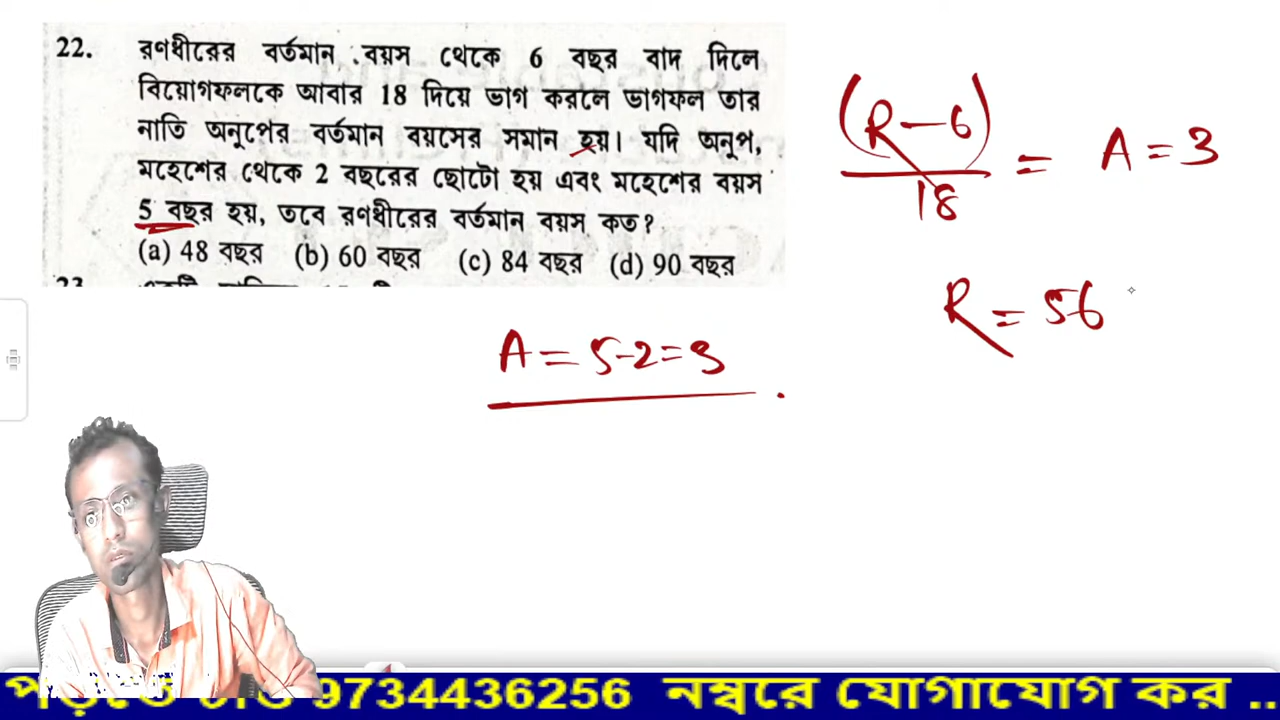 22. রণধীরের বর্তমান বয়স থেকে 6 বছর বাদ দিলে
বিয়োগফলকে আবার 18 দিয়ে ভাগ করলে ভাগফল তার
নাতি অনুপের বর্তমান বয়সের সমান হয়। যদি অনুপ,
মহেশের থেকে 2 বছরের ছোটো হয় এবং মহেশের বয়স
5 বছর হয়, তবে রণধীরের বর্তমান বয়স কত?
(a) 48 বছর (b) 60 বছর (c) 84 বছর (d) 90 বছর
(R-6)
18
= A = 3
R = 56
A = 5-2=3
9734436256 নম্বরে যোগাযোগ কর ..